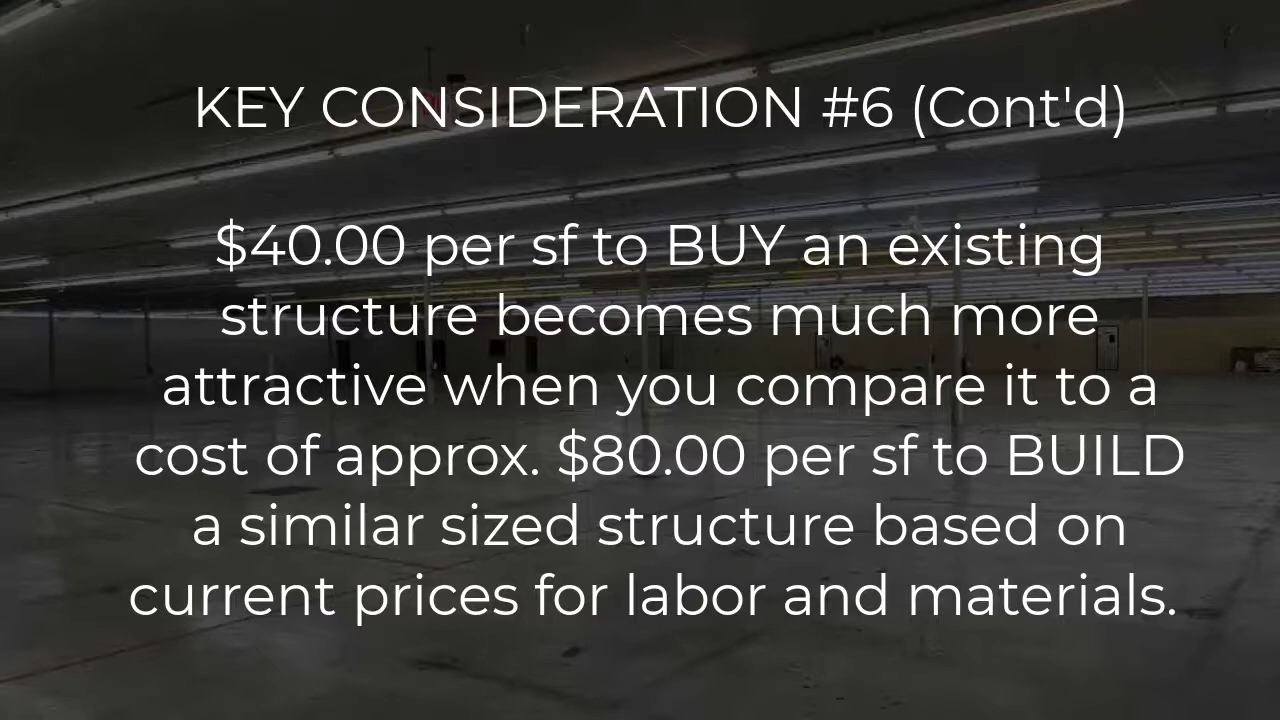 KEY CONSIDERATION #6 (Cont'd)
$40.00 per sf to BUY an existing
structure becomes much more
attractive when you compare it to a
cost of approx. $80.00 per sf to BUILD
a similar sized structure based on
current prices for labor and materials.